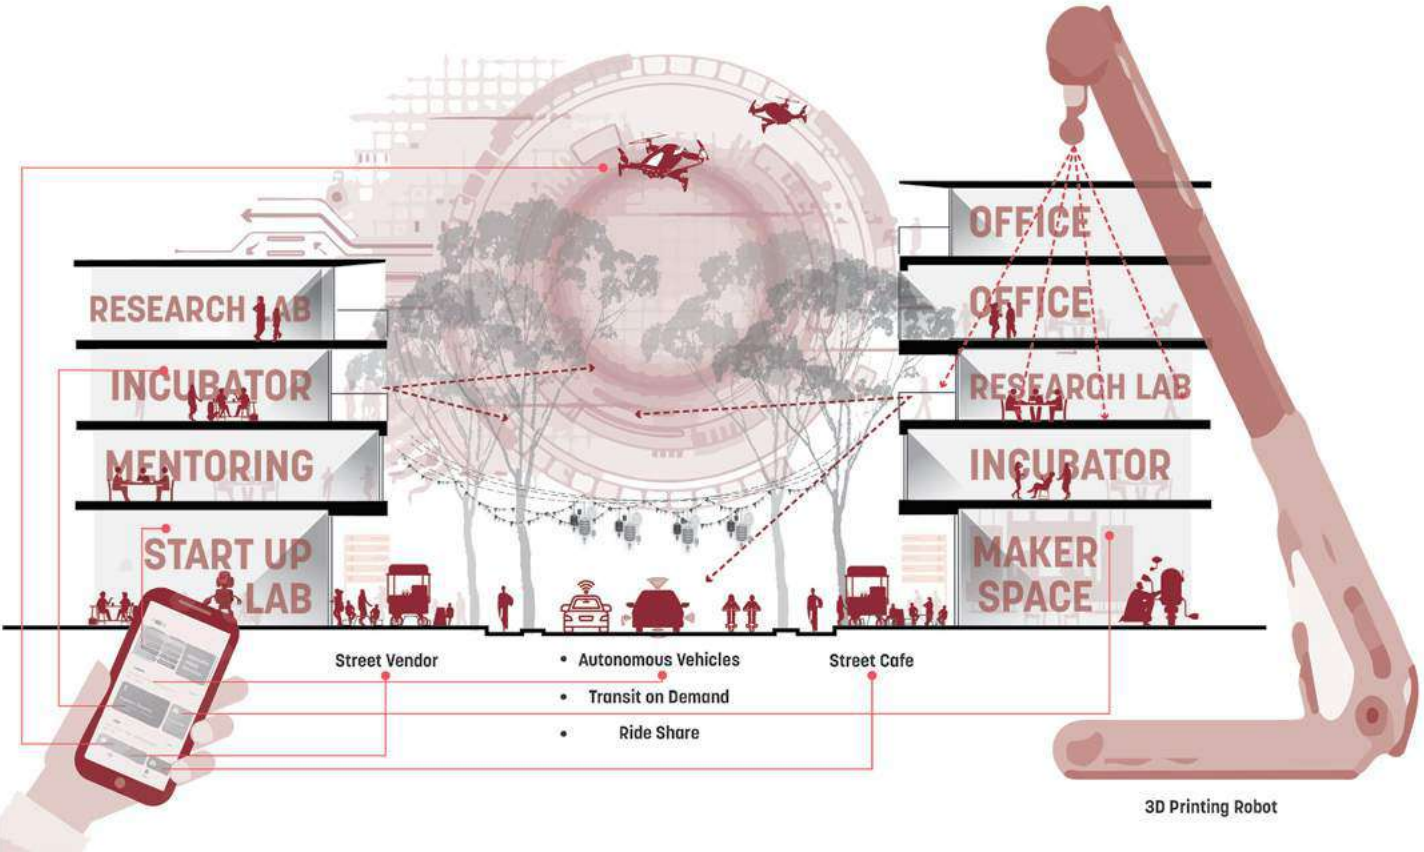 RESEARCH LAB
INCUBATOR
MENTORING
START UP
LAB
OFFICE
OFFICE
RESEARCH LAB
INCUBATOR
MAKER
SPACE
Street Vendor
• Autonomous Vehicles
• Transit on Demand
• Ride Share
Street Cafe
3D Printing Robot